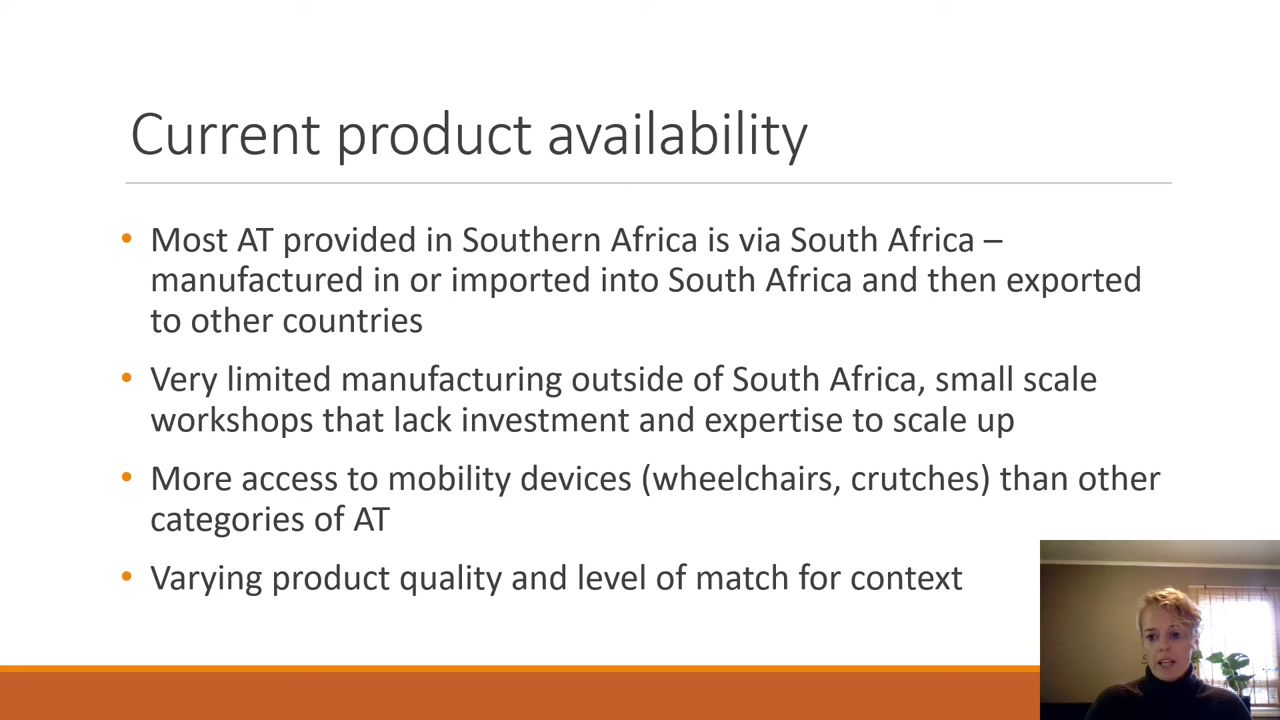 Current product availability
• Most AT provided in Southern Africa is via South Africa –
manufactured in or imported into South Africa and then exported
to other countries
• Very limited manufacturing outside of South Africa, small scale
workshops that lack investment and expertise to scale up
• More access to mobility devices (wheelchairs, crutches) than other
categories of AT
• Varying product quality and level of match for context